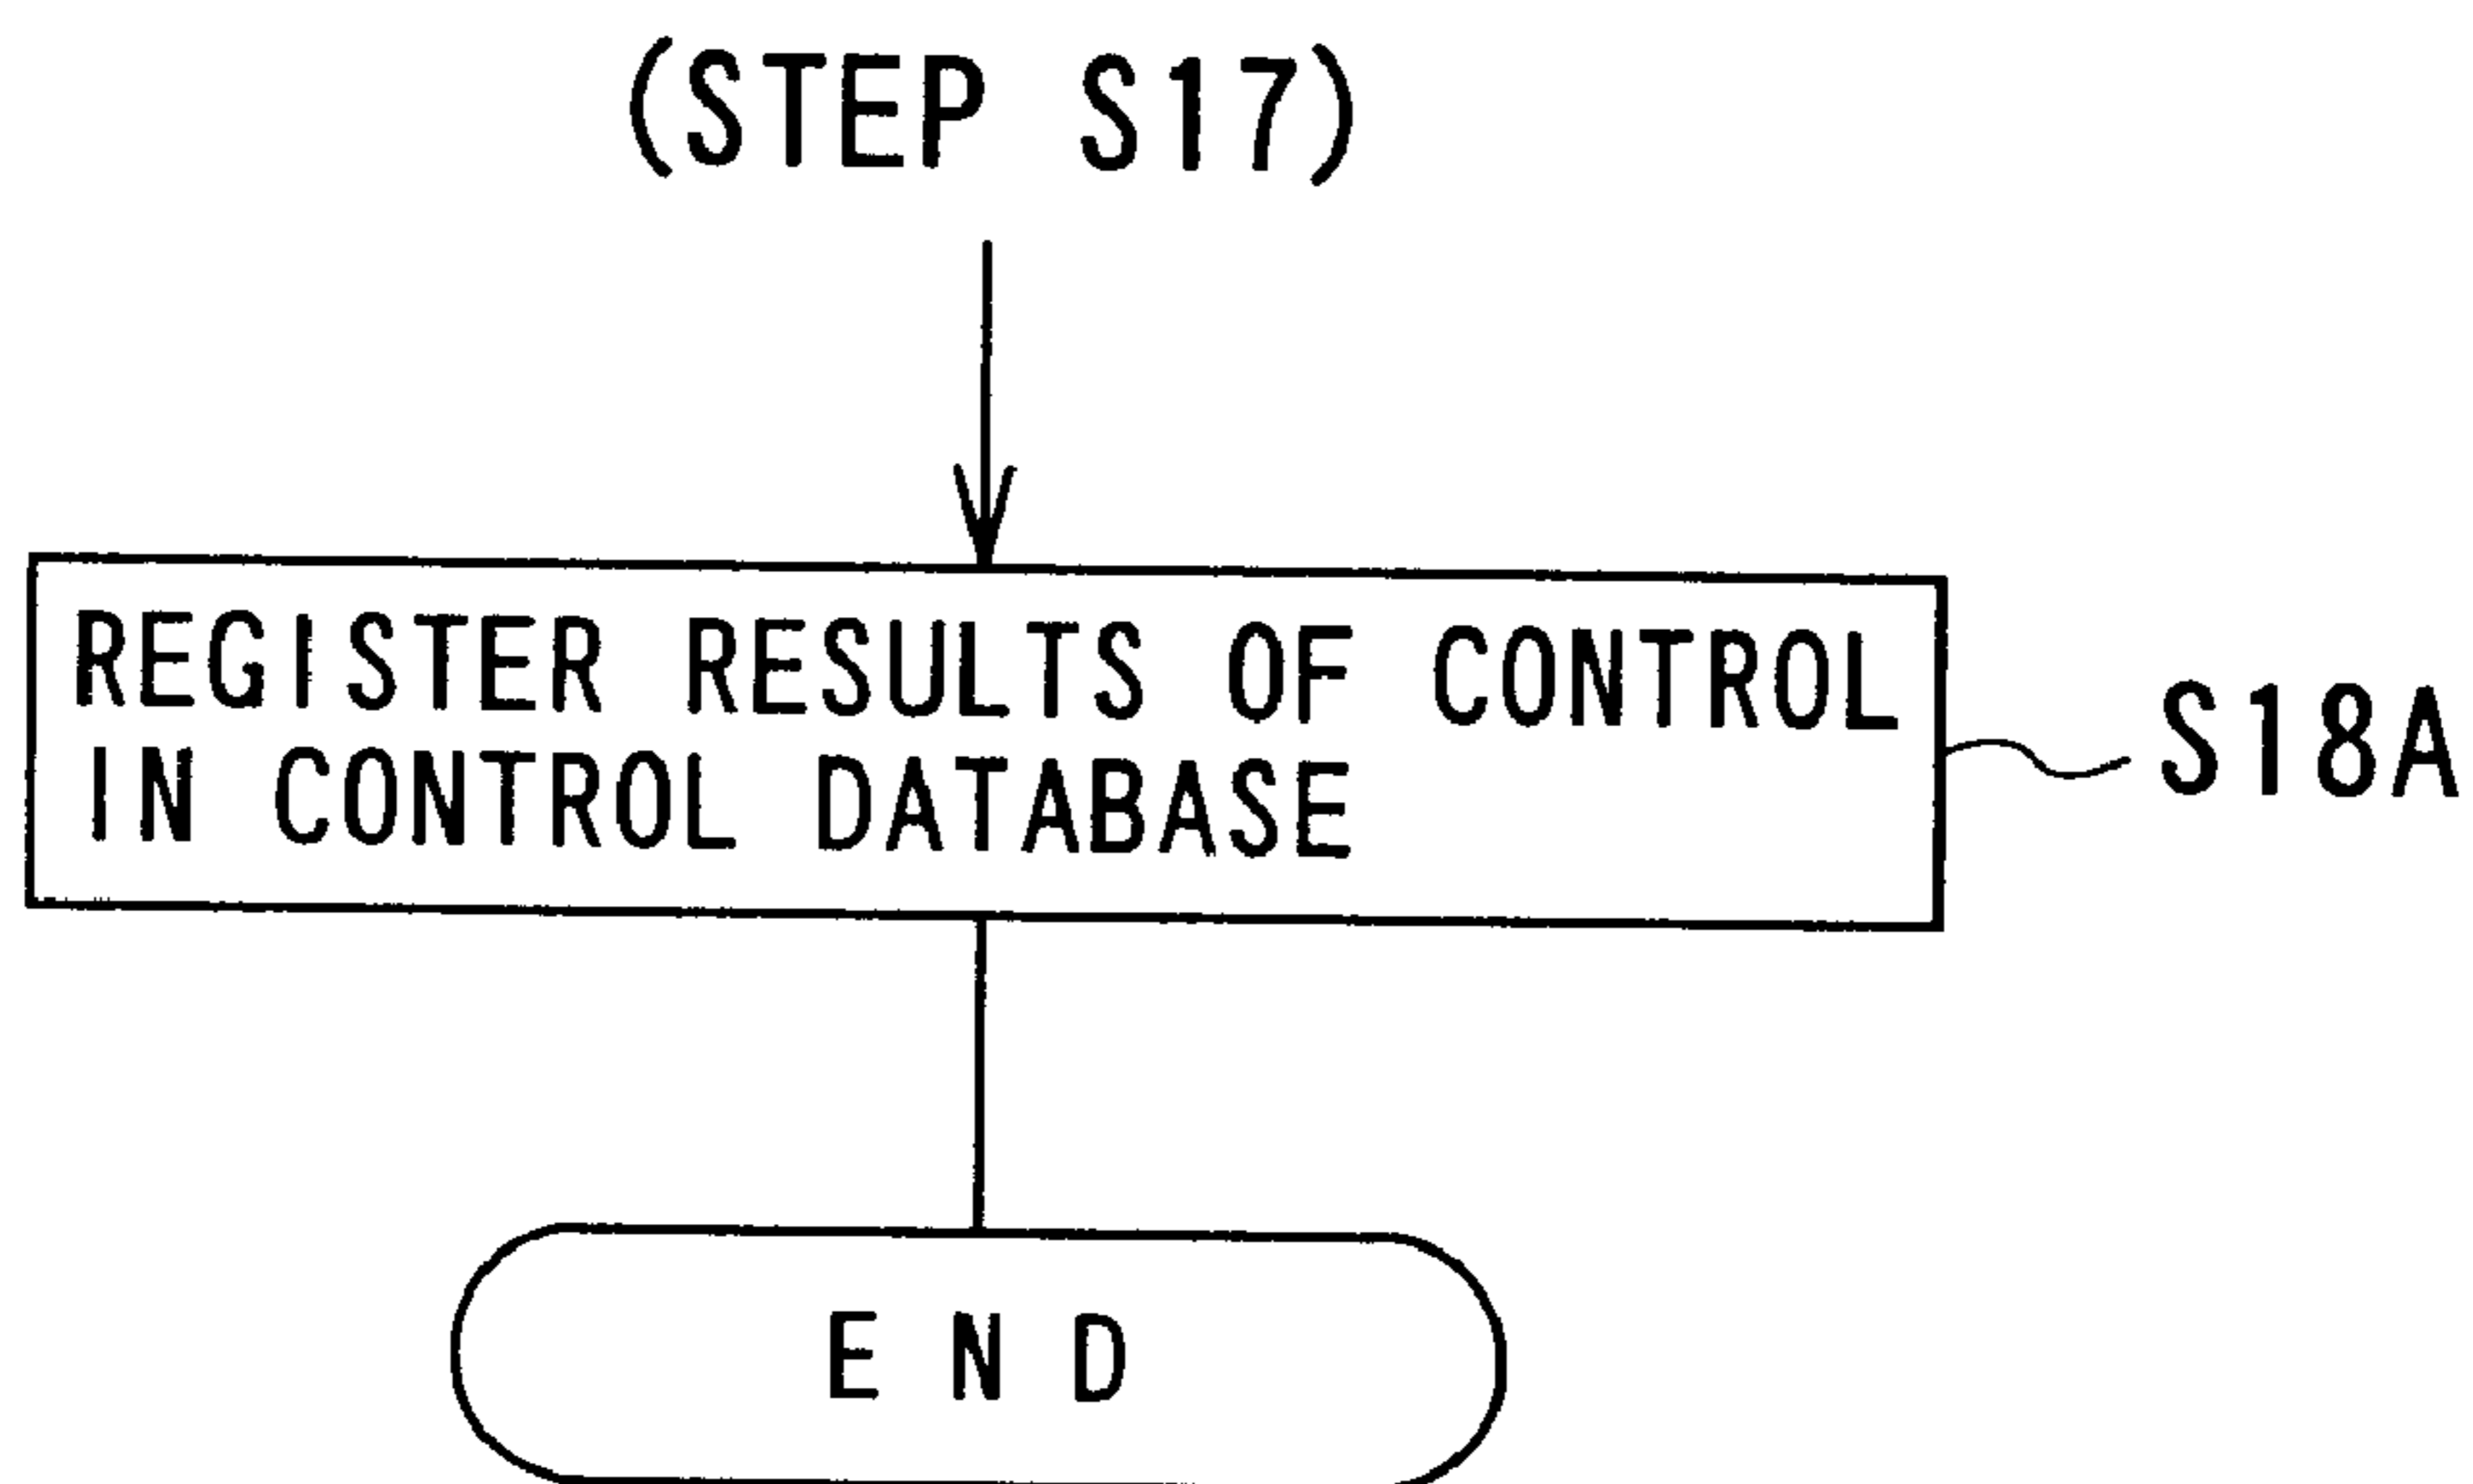 (STEP S17)
REGISTER RESULTS OF CONTROL
IN CONTROL DATABASE
S18A
END